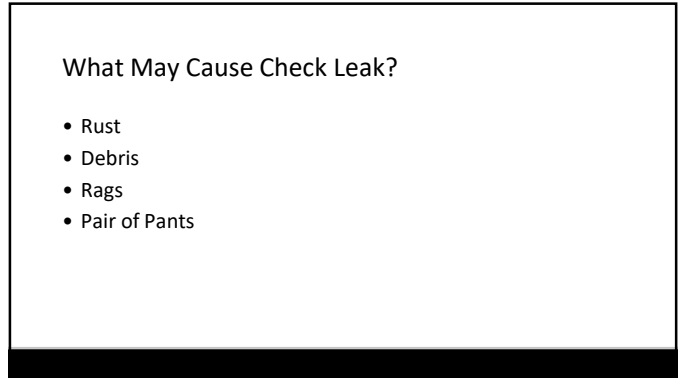 What May Cause Check Leak?
• Rust
• Debris
• Rags
• Pair of Pants